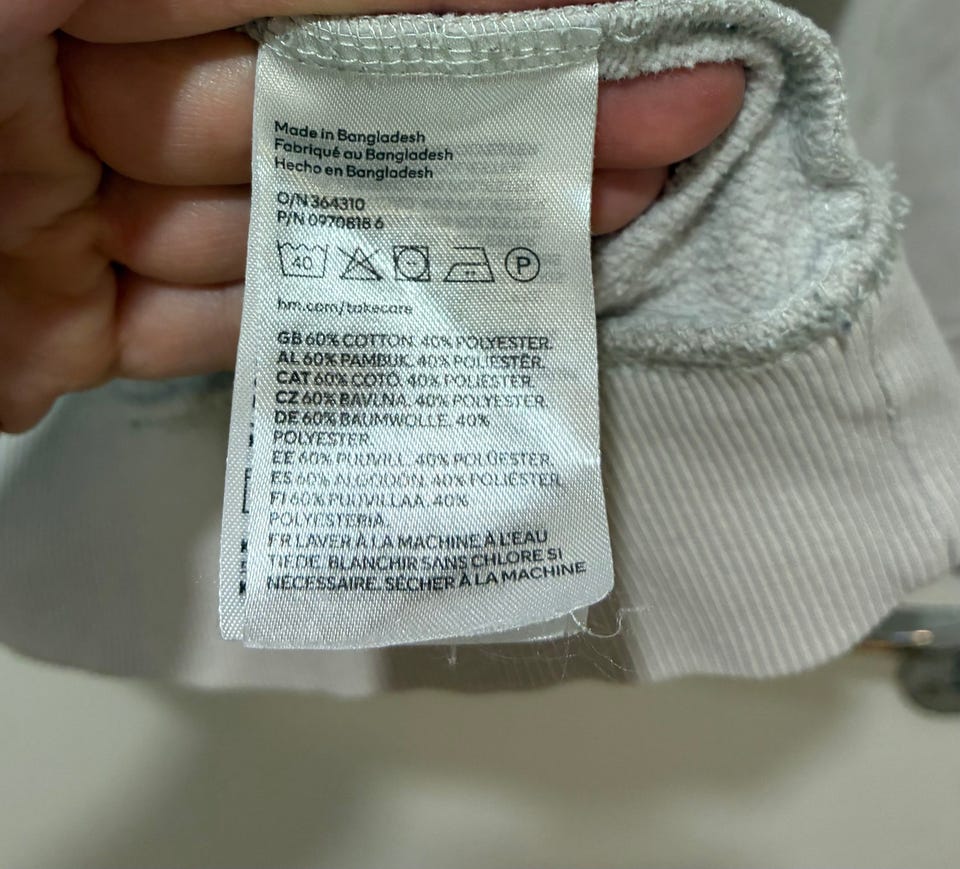 Made in Bangladesh
Fabriqué au Bangladesh
Hecho en Bangladesh
O/N 364310
P/N 0970818 6
40
P
hm.com/takecare
GB 60% COTTON. 40% POLYESTER.
AL 60% PAMBUK. 40% POLIESTËR.
CAT 60% COTÓ. 40% POLIÈSTER.
CZ 60% BAVLNA. 40% POLYESTER
DE 60% BAUMWOLLE. 40%
POLYESTER
EE 60% PUUVILL. 40% POLÜESTER.
ES 60% ALGODÓN. 40% POLIÉSTER.
FI 60% PUUVILLAA. 40%
POLYESTERIA.
FR LAVER À LA MACHINE À L'EAU
TIÈDE. BLANCHIR SANS CHLORE SI
NÉCESSAIRE. SÉCHER À LA MACHINE